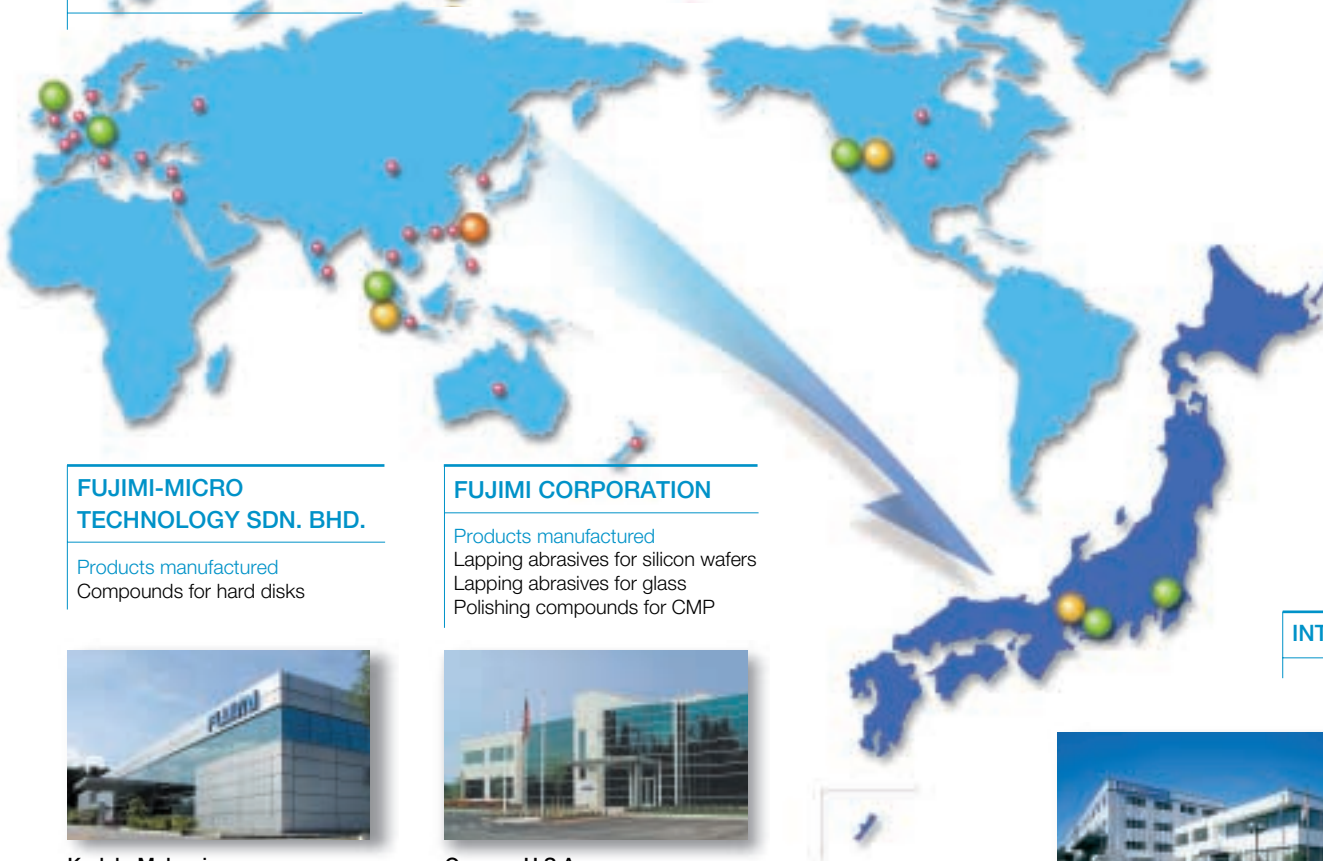 FUJIMI-MICRO
TECHNOLOGY SDN. BHD.
Products manufactured
Compounds for hard disks
FUJIMI CORPORATION
Products manufactured
Lapping abrasives for silicon wafers
Lapping abrasives for glass
Polishing compounds for CMP
INT
FUJIMI